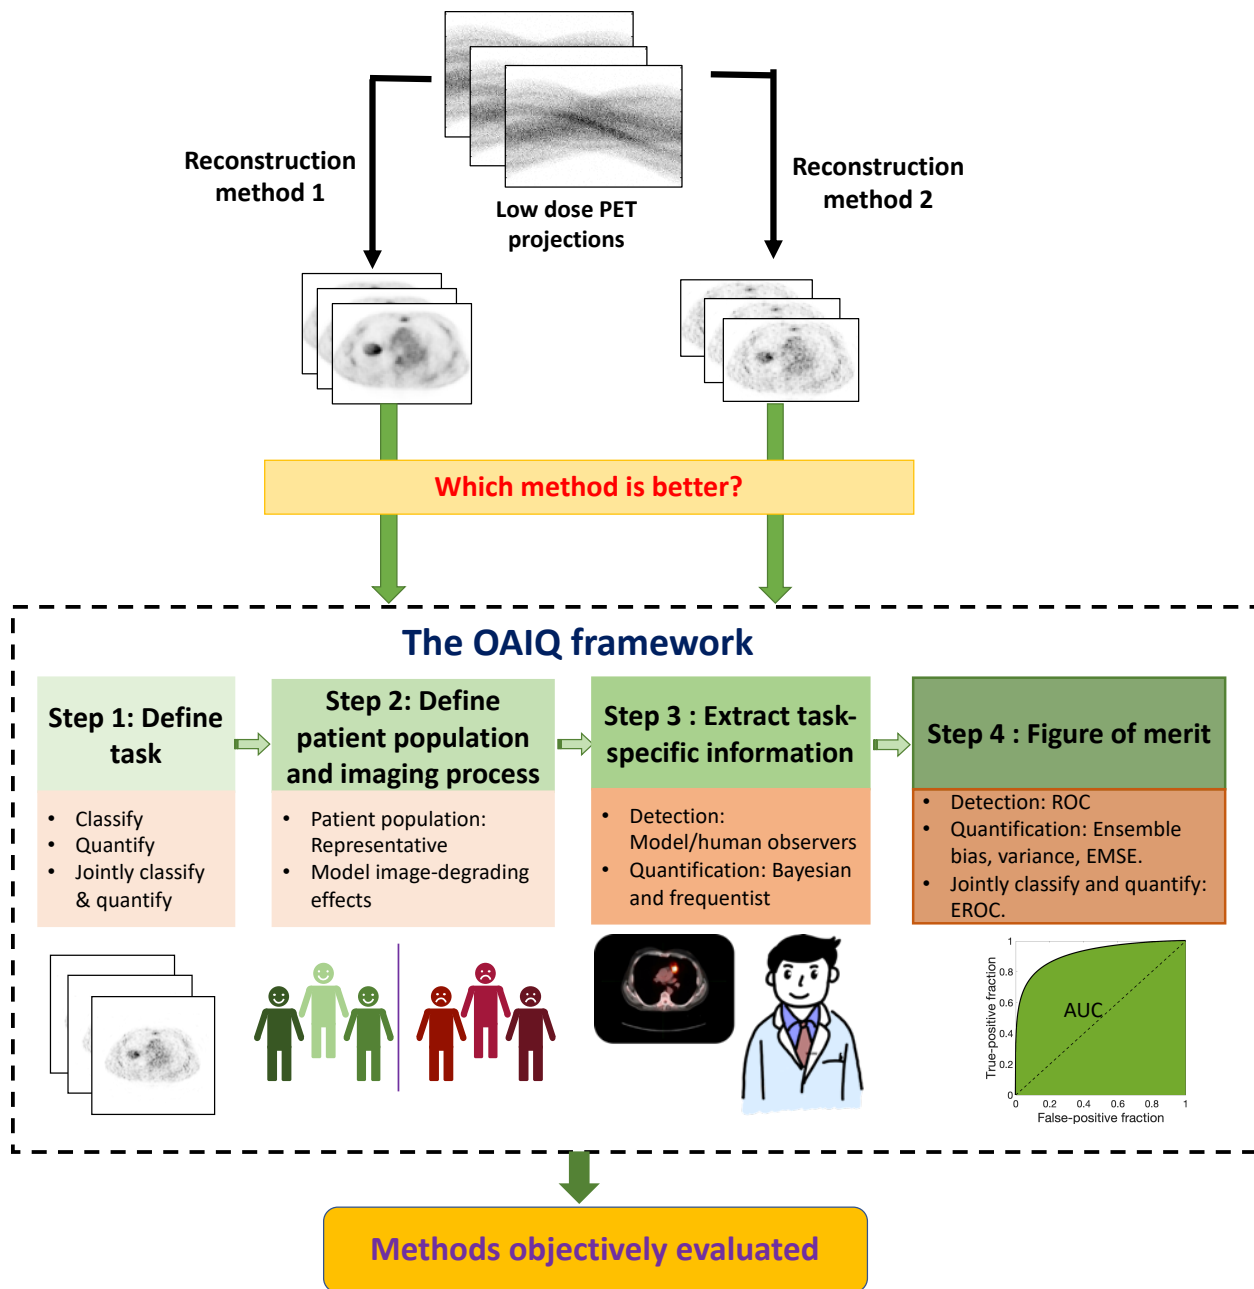 Reconstruction
method 1
Low dose PET
projections
Reconstruction
method 2
Which method is better?
The OAIQ framework
Step 1: Define
task
• Classify
• Quantify
• Jointly classify
& quantify
Step 2: Define
patient population
and imaging process
• Patient population:
Representative
• Model image-degrading
effects
Step 3 : Extract task-
specific information
• Detection:
Model/human observers
• Quantification: Bayesian
and frequentist
Step 4 : Figure of merit
• Detection: ROC
• Quantification: Ensemble
bias, variance, EMSE.
• Jointly classify and quantify:
EROC.
True-positive fraction
1
0.8
0.6
0.4
0.2
0
AUC
0 0.2 0.4 0.6 0.8 1
False-positive fraction
Methods objectively evaluated